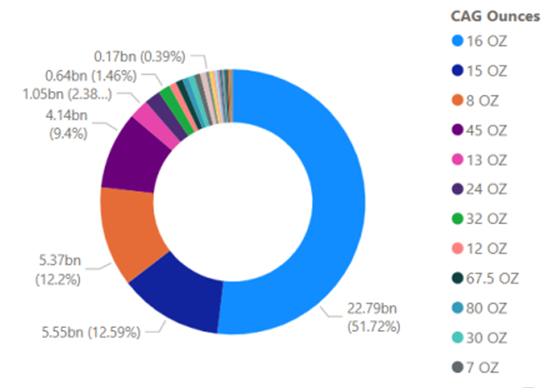 CAG Ounces
16 OZ
15 OZ
8 OZ
45 OZ
13 OZ
24 OZ
32 OZ
12 OZ
67.5 OZ
80 OZ
30 OZ
7 OZ
0.17bn (0.39%)
0.64bn (1.46%)
1.05bn (2.38...)
4.14bn
(9.4%)
5.37bn
(12.2%)
5.55bn (12.59%)
22.79bn
(51.72%)